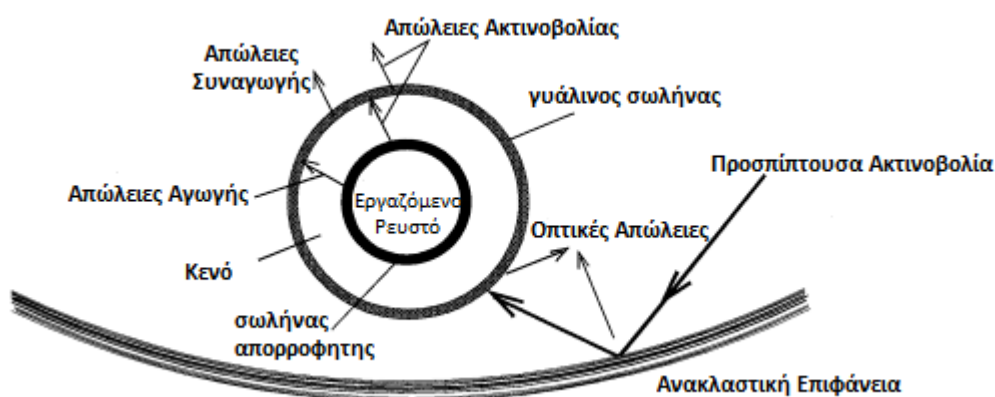 Απώλειες Ακτινοβολίας
Απώλειες
Συναγωγής
γυάλινος σωλήνας
Προσπίπτουσα Ακτινοβολία
Απώλειες Αγωγής
Εργαζόμενο
Ρευστό
Οπτικές Απώλειες
Κενό
σωλήνας
απορροφητης
Ανακλαστική Επιφάνεια